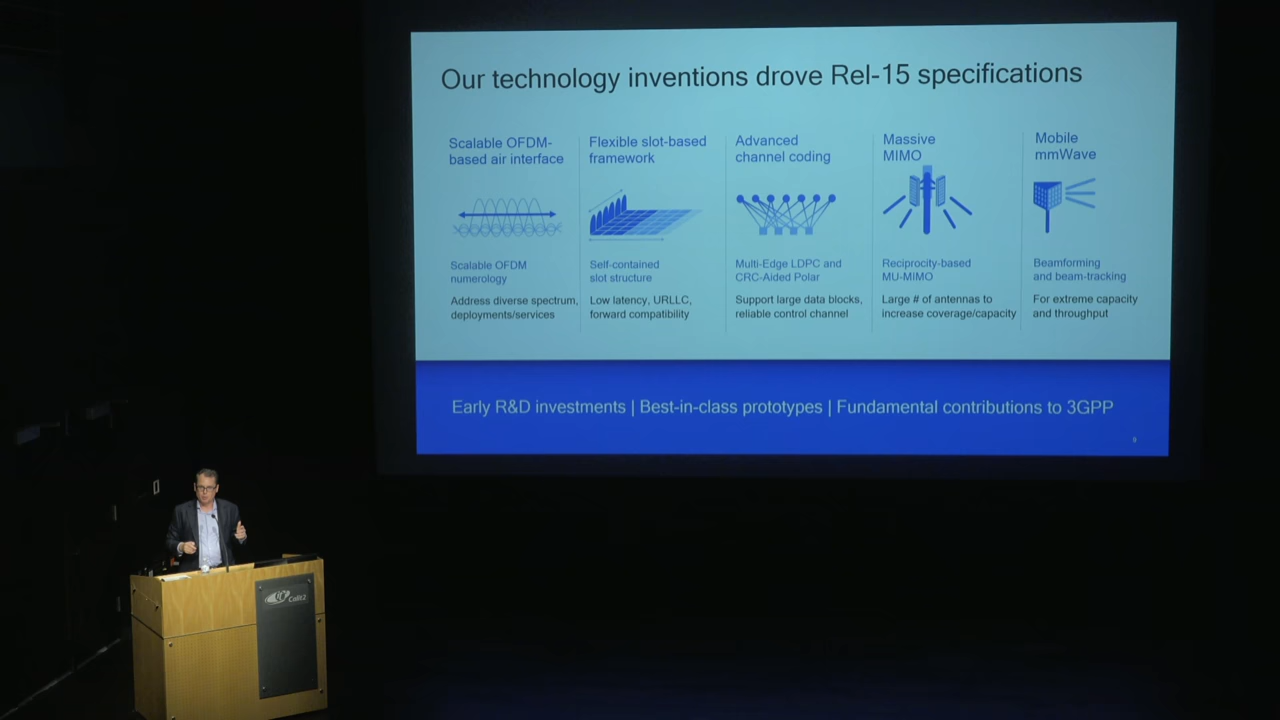 Our technology inventions drove Rel-15 specifications
Scalable OFDM-
based air interface
Scalable OFDM
numerology
Address diverse spectrum,
deployments/services
Flexible slot-based
framework
Self-contained
slot structure
Low latency, URLLC,
forward compatibility
Advanced
channel coding
Multi-Edge LDPC and
CRC-Aided Polar
Support large data blocks,
reliable control channel
Massive
MIMO
Reciprocity-based
MU-MIMO
Large # of antennas to
increase coverage/capacity
Mobile
mmWave
Beamforming
and beam-tracking
For extreme capacity
and throughput
Early R&D investments | Best-in-class prototypes | Fundamental contributions to 3GPP
Calit2